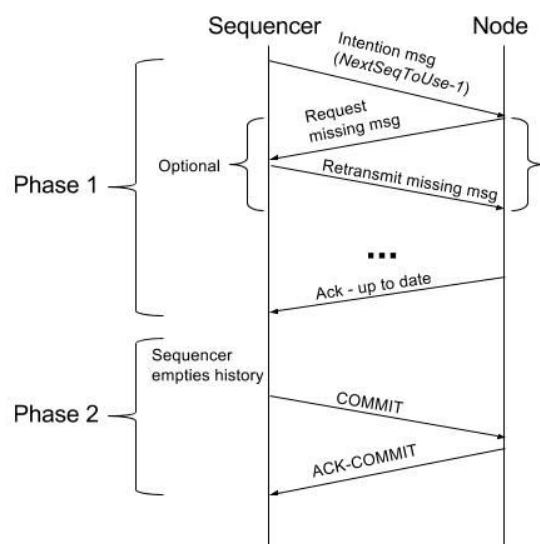 Sequencer
Node
Intention msg
(NextSeqToUse-1)
Request
missing msg
Optional
Phase 1
Retransmit missing msg
...
Ack - up to date
Sequencer
empties history
COMMIT
Phase 2
ACK-COMMIT